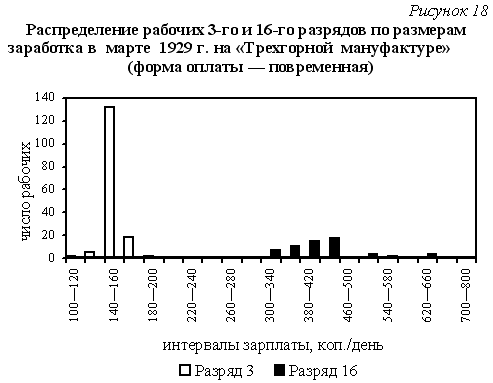 Рисунок 18
Распределение рабочих 3-го и 16-го разрядов по размерам
заработка в марте 1929 г. на «Трехгорной мануфактуре»
(форма оплаты — повременная)
140
120
100
80
60
40
20
0
число рабочих
100—120
140—160
180—200
220—240
260—280
300—340
380—420
460—500
540—580
620—660
700—800
интервалы зарплаты, коп./день
Разряд 3 Разряд 16